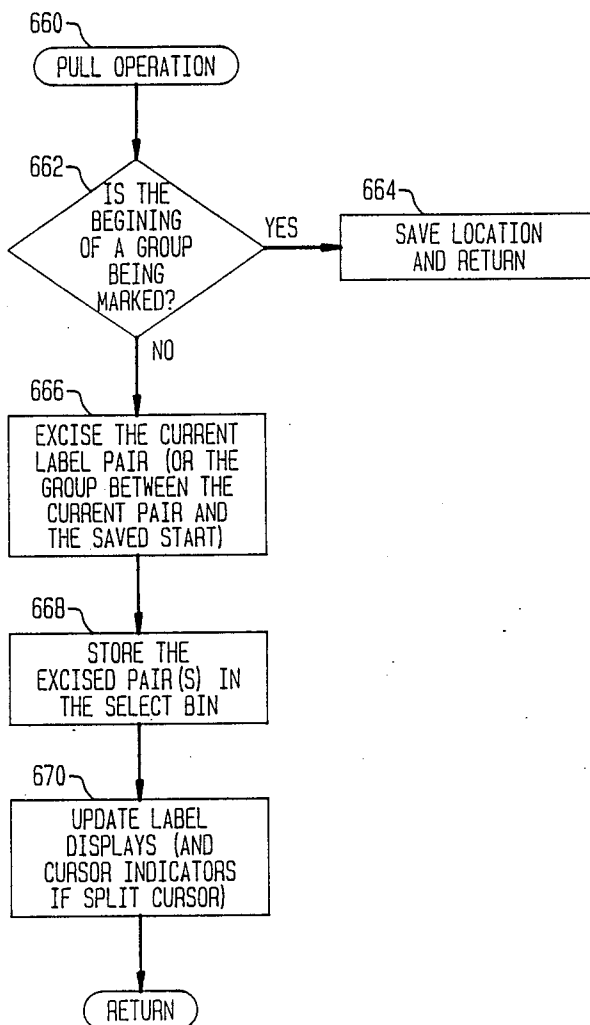 660
PULL OPERATION
662
IS THE
BEGINING
OF A GROUP
BEING
MARKED?
YES
664
SAVE LOCATION
AND RETURN
NO
666
EXCISE THE CURRENT
LABEL PAIR (OR THE
GROUP BETWEEN THE
CURRENT PAIR AND
THE SAVED START)
668
STORE THE
EXCISED PAIR(S) IN
THE SELECT BIN
670
UPDATE LABEL
DISPLAYS (AND
CURSOR INDICATORS
IF SPLIT CURSOR)
RETURN